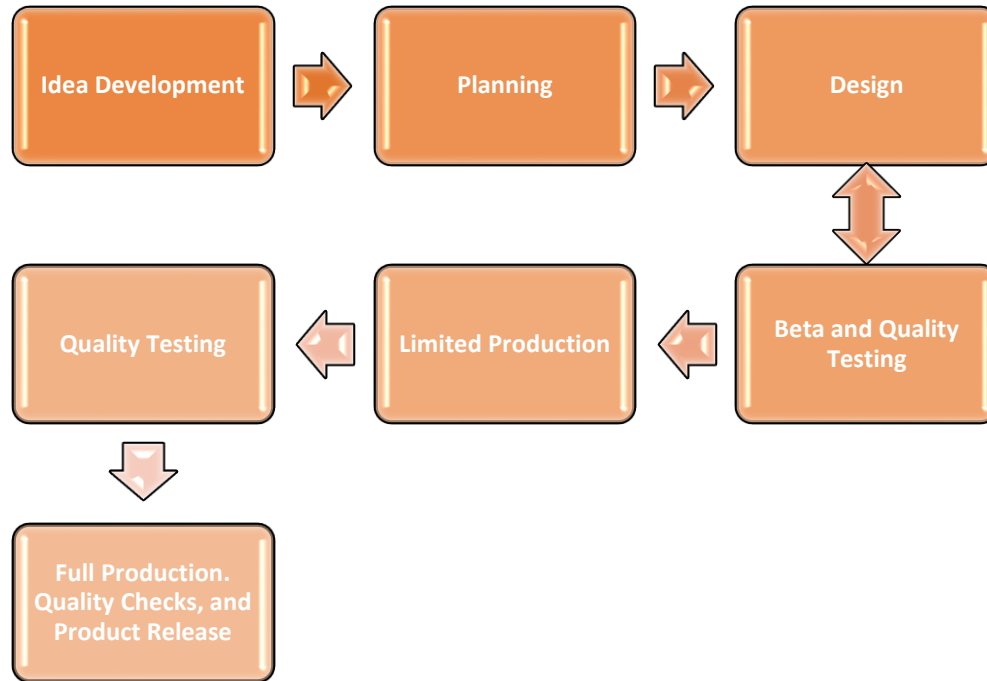 Idea Development
Planning
Design
Beta and Quality
Testing
Limited Production
Quality Testing
Full Production.
Quality Checks, and
Product Release